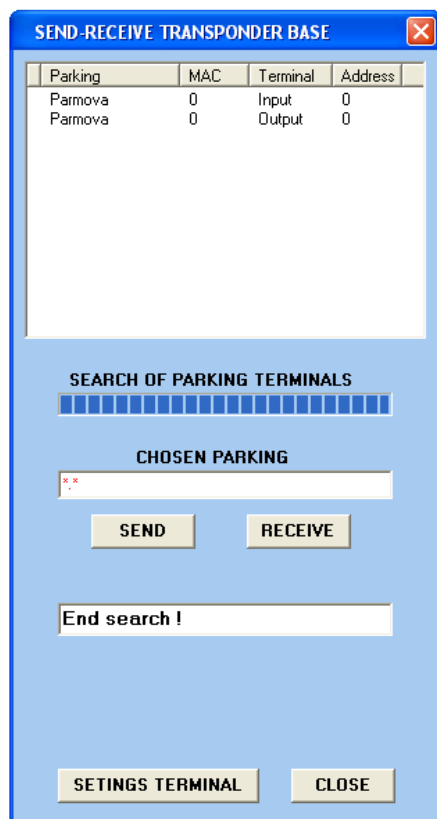 SEND-RECEIVE TRANSPONDER BASE
Parking MAC Terminal Address
Parmova 0 Input 0
Parmova 0 Output 0
SEARCH OF PARKING TERMINALS
CHOSEN PARKING
*.*
SEND RECEIVE
End search !
SETINGS TERMINAL CLOSE